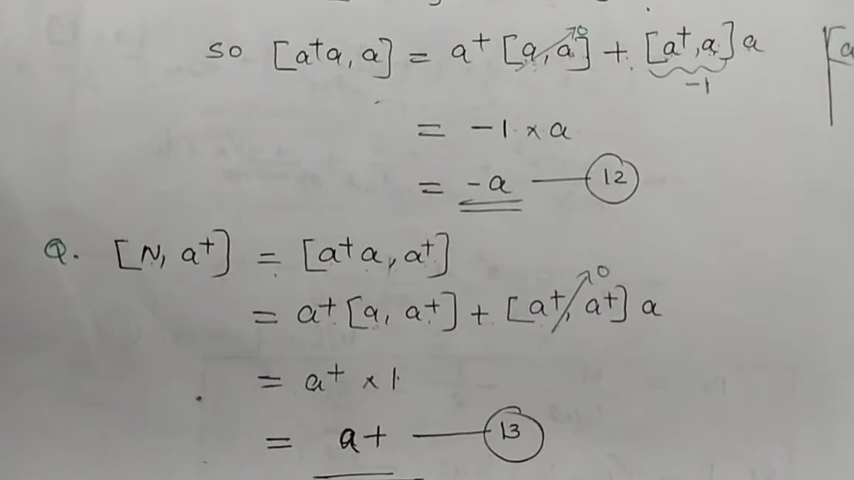 so [a†a, a] = a† [a, a] → 0 + [a†, a] a
-1
= -1 × a
= -a — 12
Q. [N, a†] = [a†a, a†]
= a† [a, a†] + [a†, a†] → 0 a
= a† × 1
= a† — 13